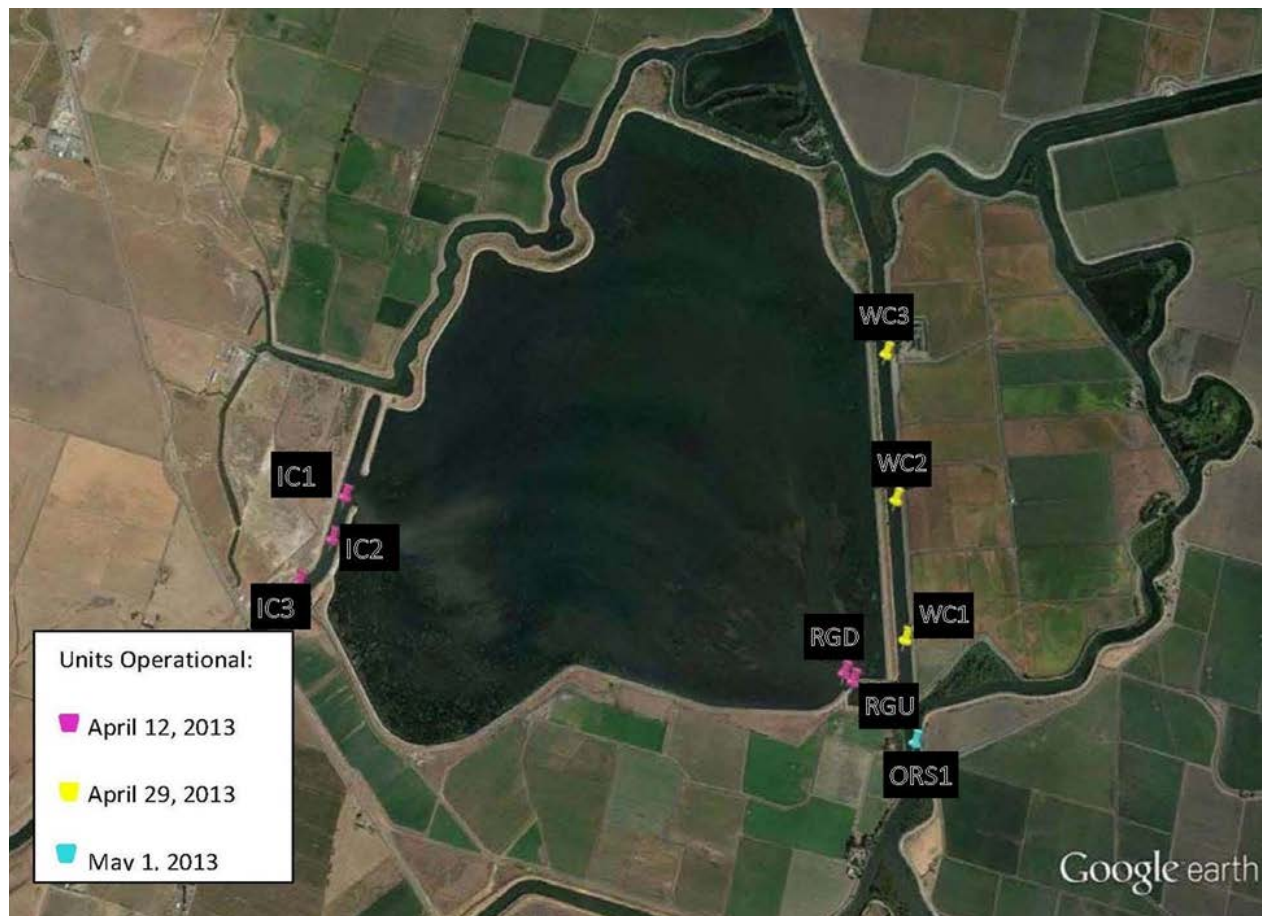 WC3
WC2
IC1
IC2
IC3
WC1
RGD
RGU
ORS1
Units Operational:
April 12, 2013
April 29, 2013
May 1, 2013
Google earth